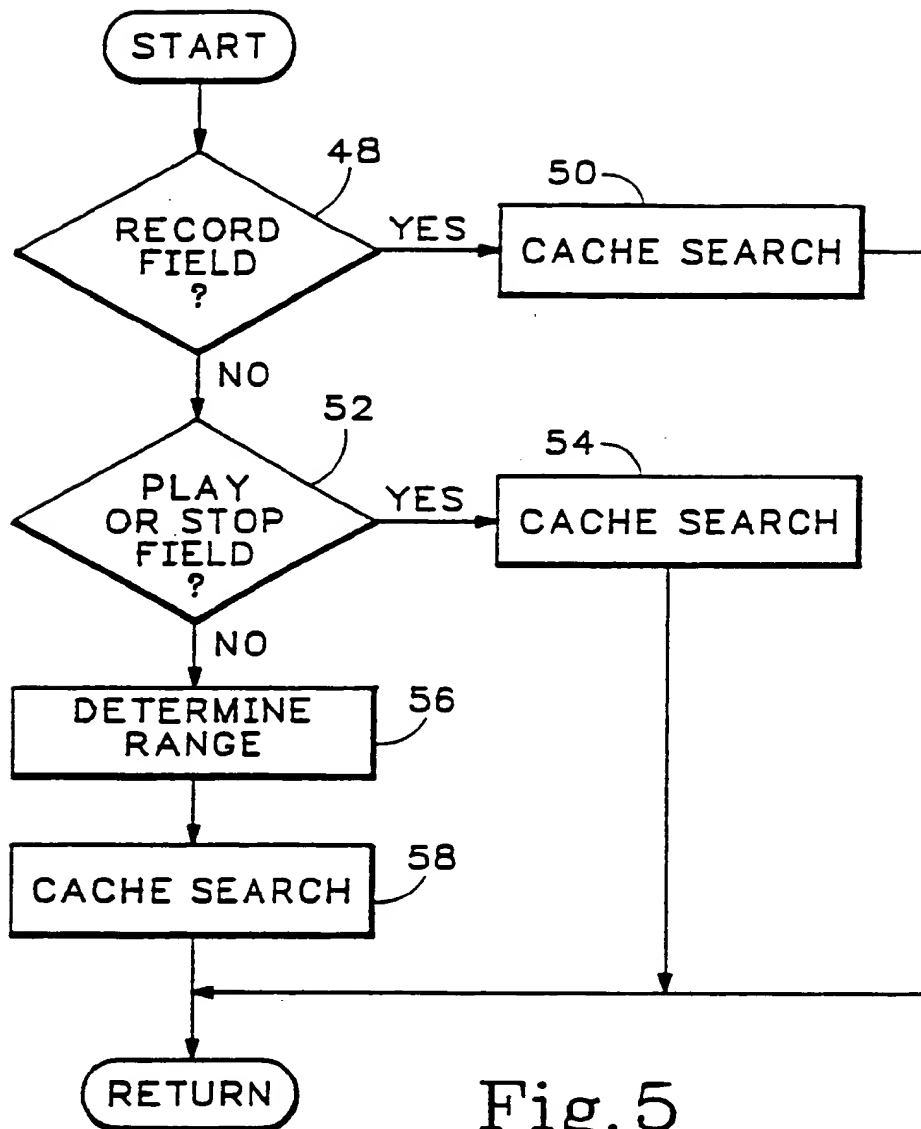 START
48
RECORD
FIELD
?
YES
50
CACHE SEARCH
NO
52
PLAY
OR STOP
FIELD
?
YES
54
CACHE SEARCH
NO
DETERMINE
RANGE
56
CACHE SEARCH
58
RETURN
Fig.5